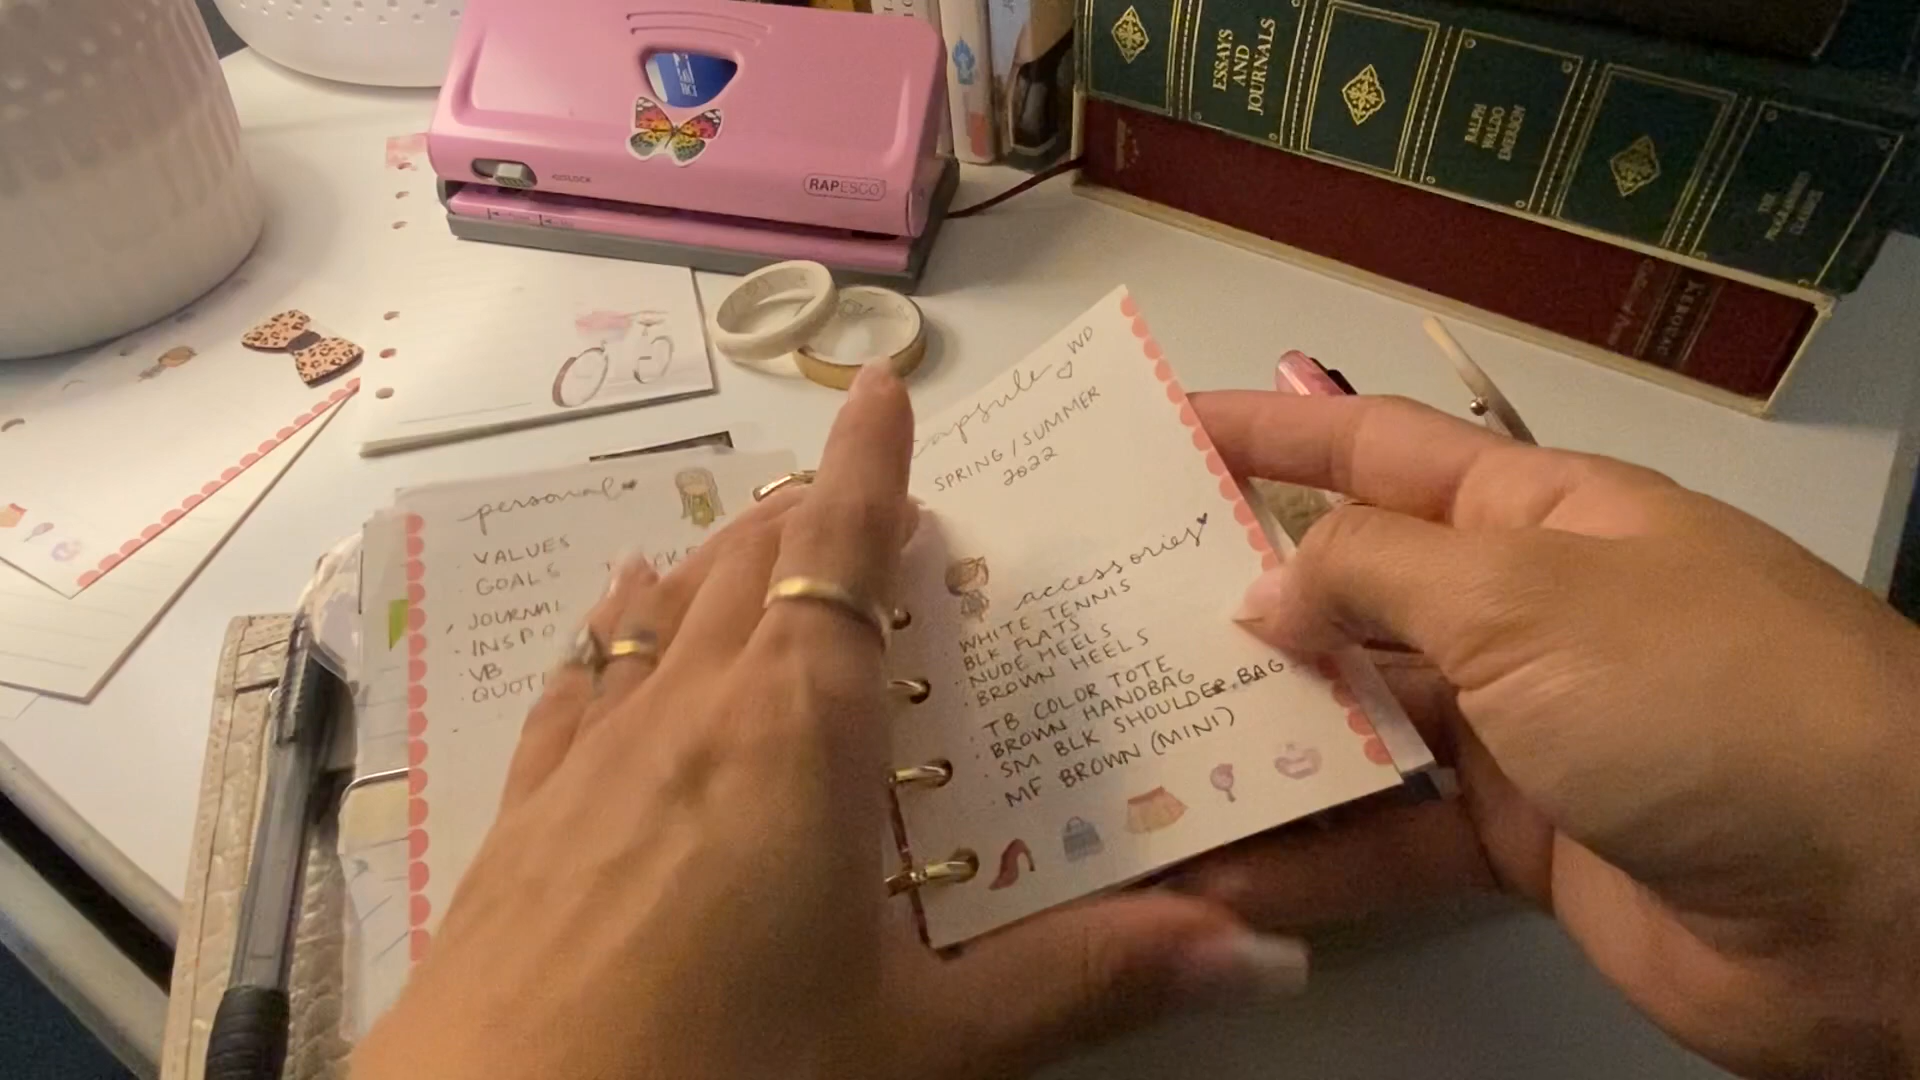 RAPESCO
ESSAYS
AND
JOURNALS
RALPH
WALDO
EMERSON
KEROUAC
personal
VALUES
GOALS
JOURNAL
INSPO
VB
capsule WD
SPRING/SUMMER
2022
accessories
WHITE TENNIS
BLK FLATS
NUDE HEELS
BROWN HEELS
TB COLOR TOTE
BROWN HANDBAG
SM BLK SHOULDER BAG
MF BROWN (MINI)